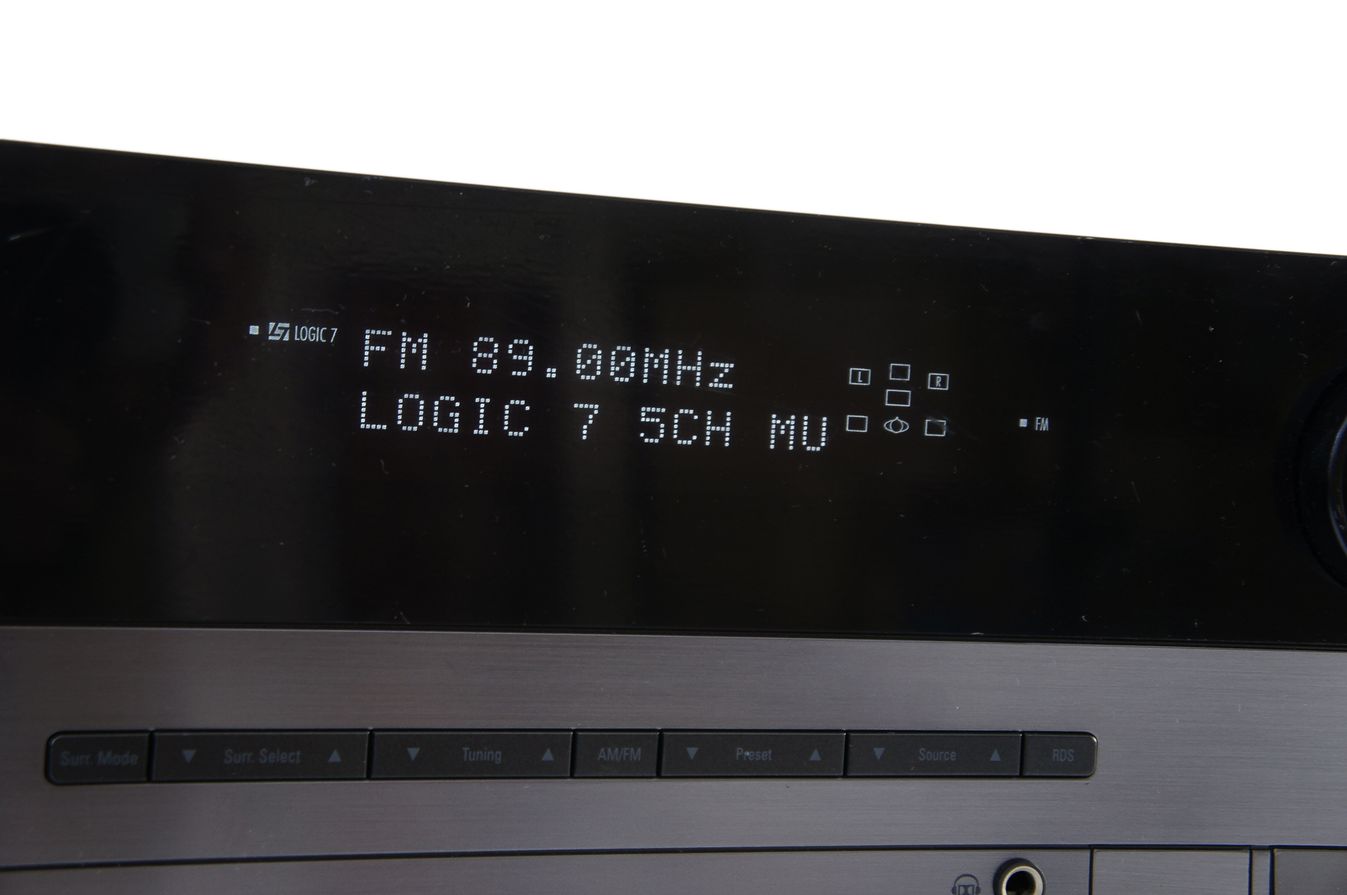 LOGIC 7
FM 89.00MHz
LOGIC 7 5CH MU
L R
FM
Surr. Mode ▼ Surr. Select ▲ ▼ Tuning ▲ AM/FM ▼ Preset ▲ ▼ Source ▲ RDS